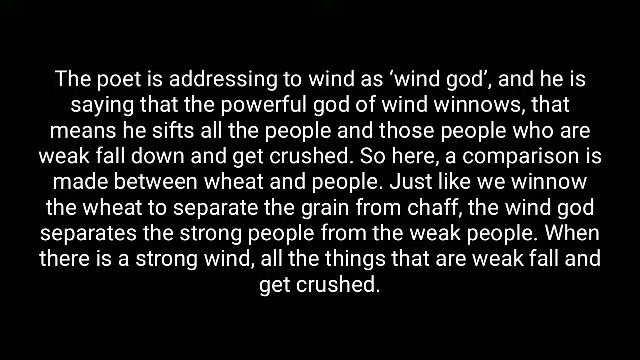 The poet is addressing to wind as ‘wind god’, and he is
saying that the powerful god of wind winnows, that
means he sifts all the people and those people who are
weak fall down and get crushed. So here, a comparison is
made between wheat and people. Just like we winnow
the wheat to separate the grain from chaff, the wind god
separates the strong people from the weak people. When
there is a strong wind, all the things that are weak fall and
get crushed.